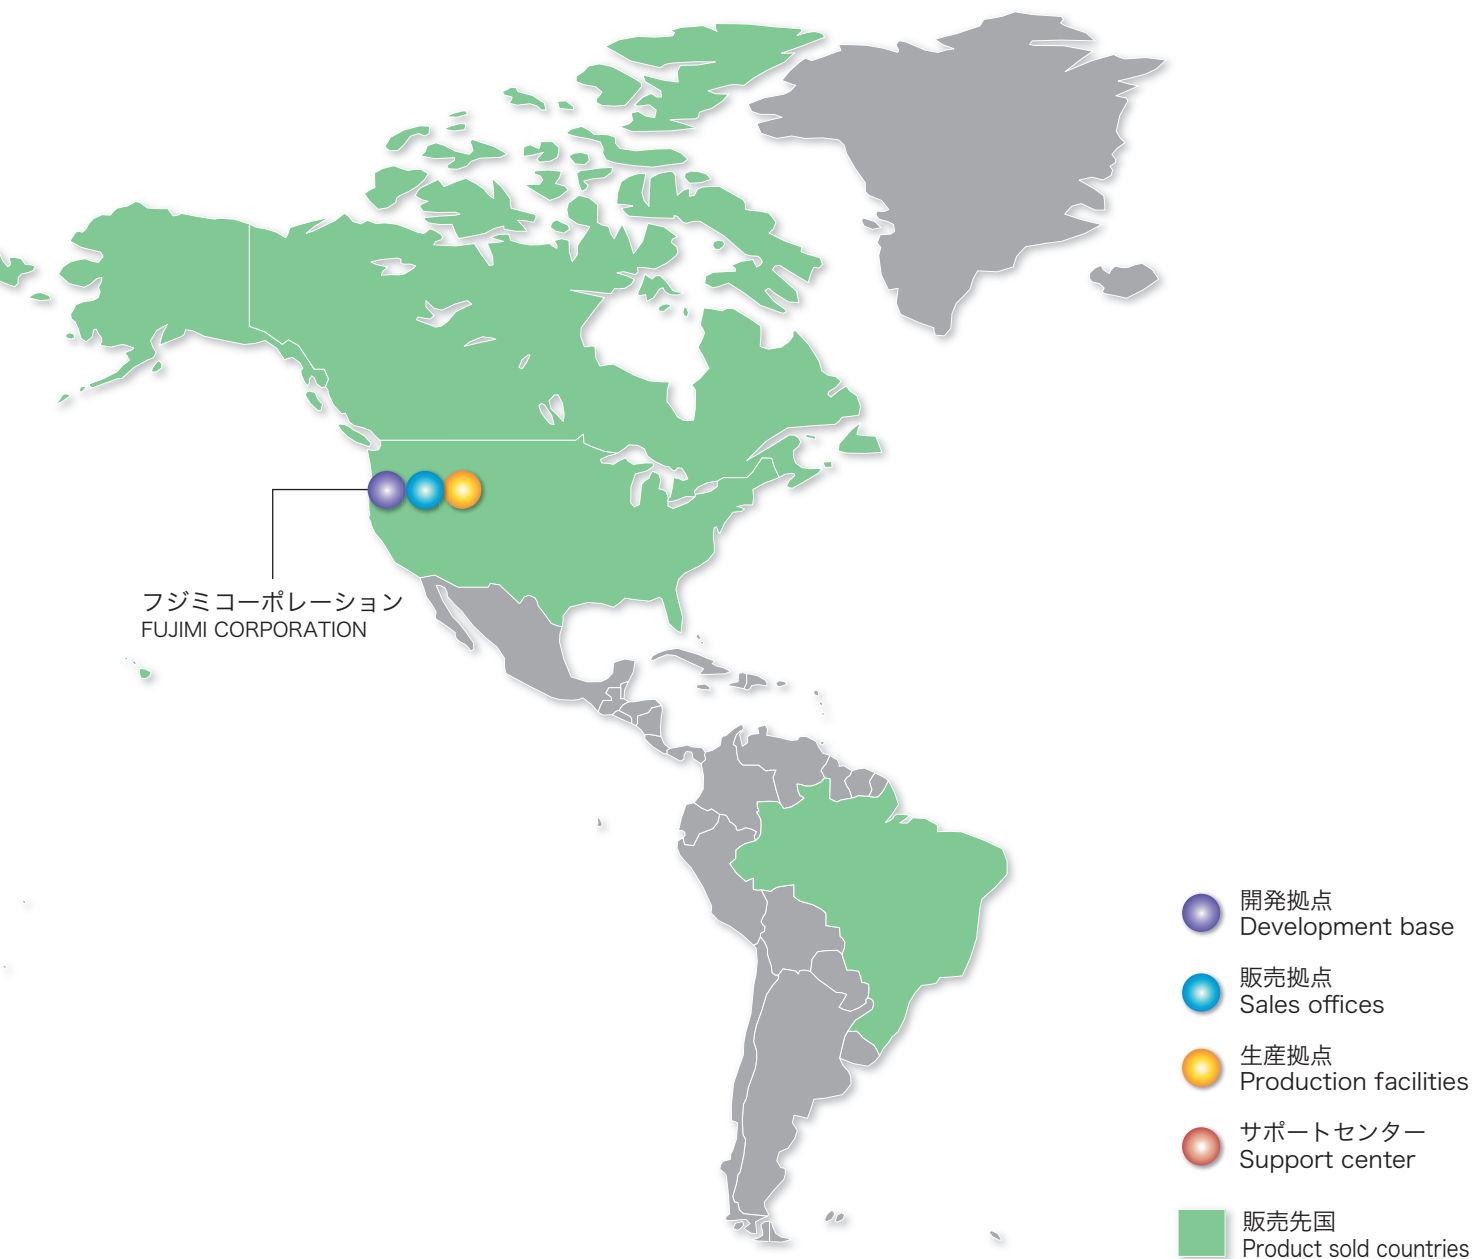 フジミコーポレーション
FUJIMI CORPORATION
開発拠点
Development base
販売拠点
Sales offices
生産拠点
Production facilities
サポートセンター
Support center
販売先国
Product sold countries